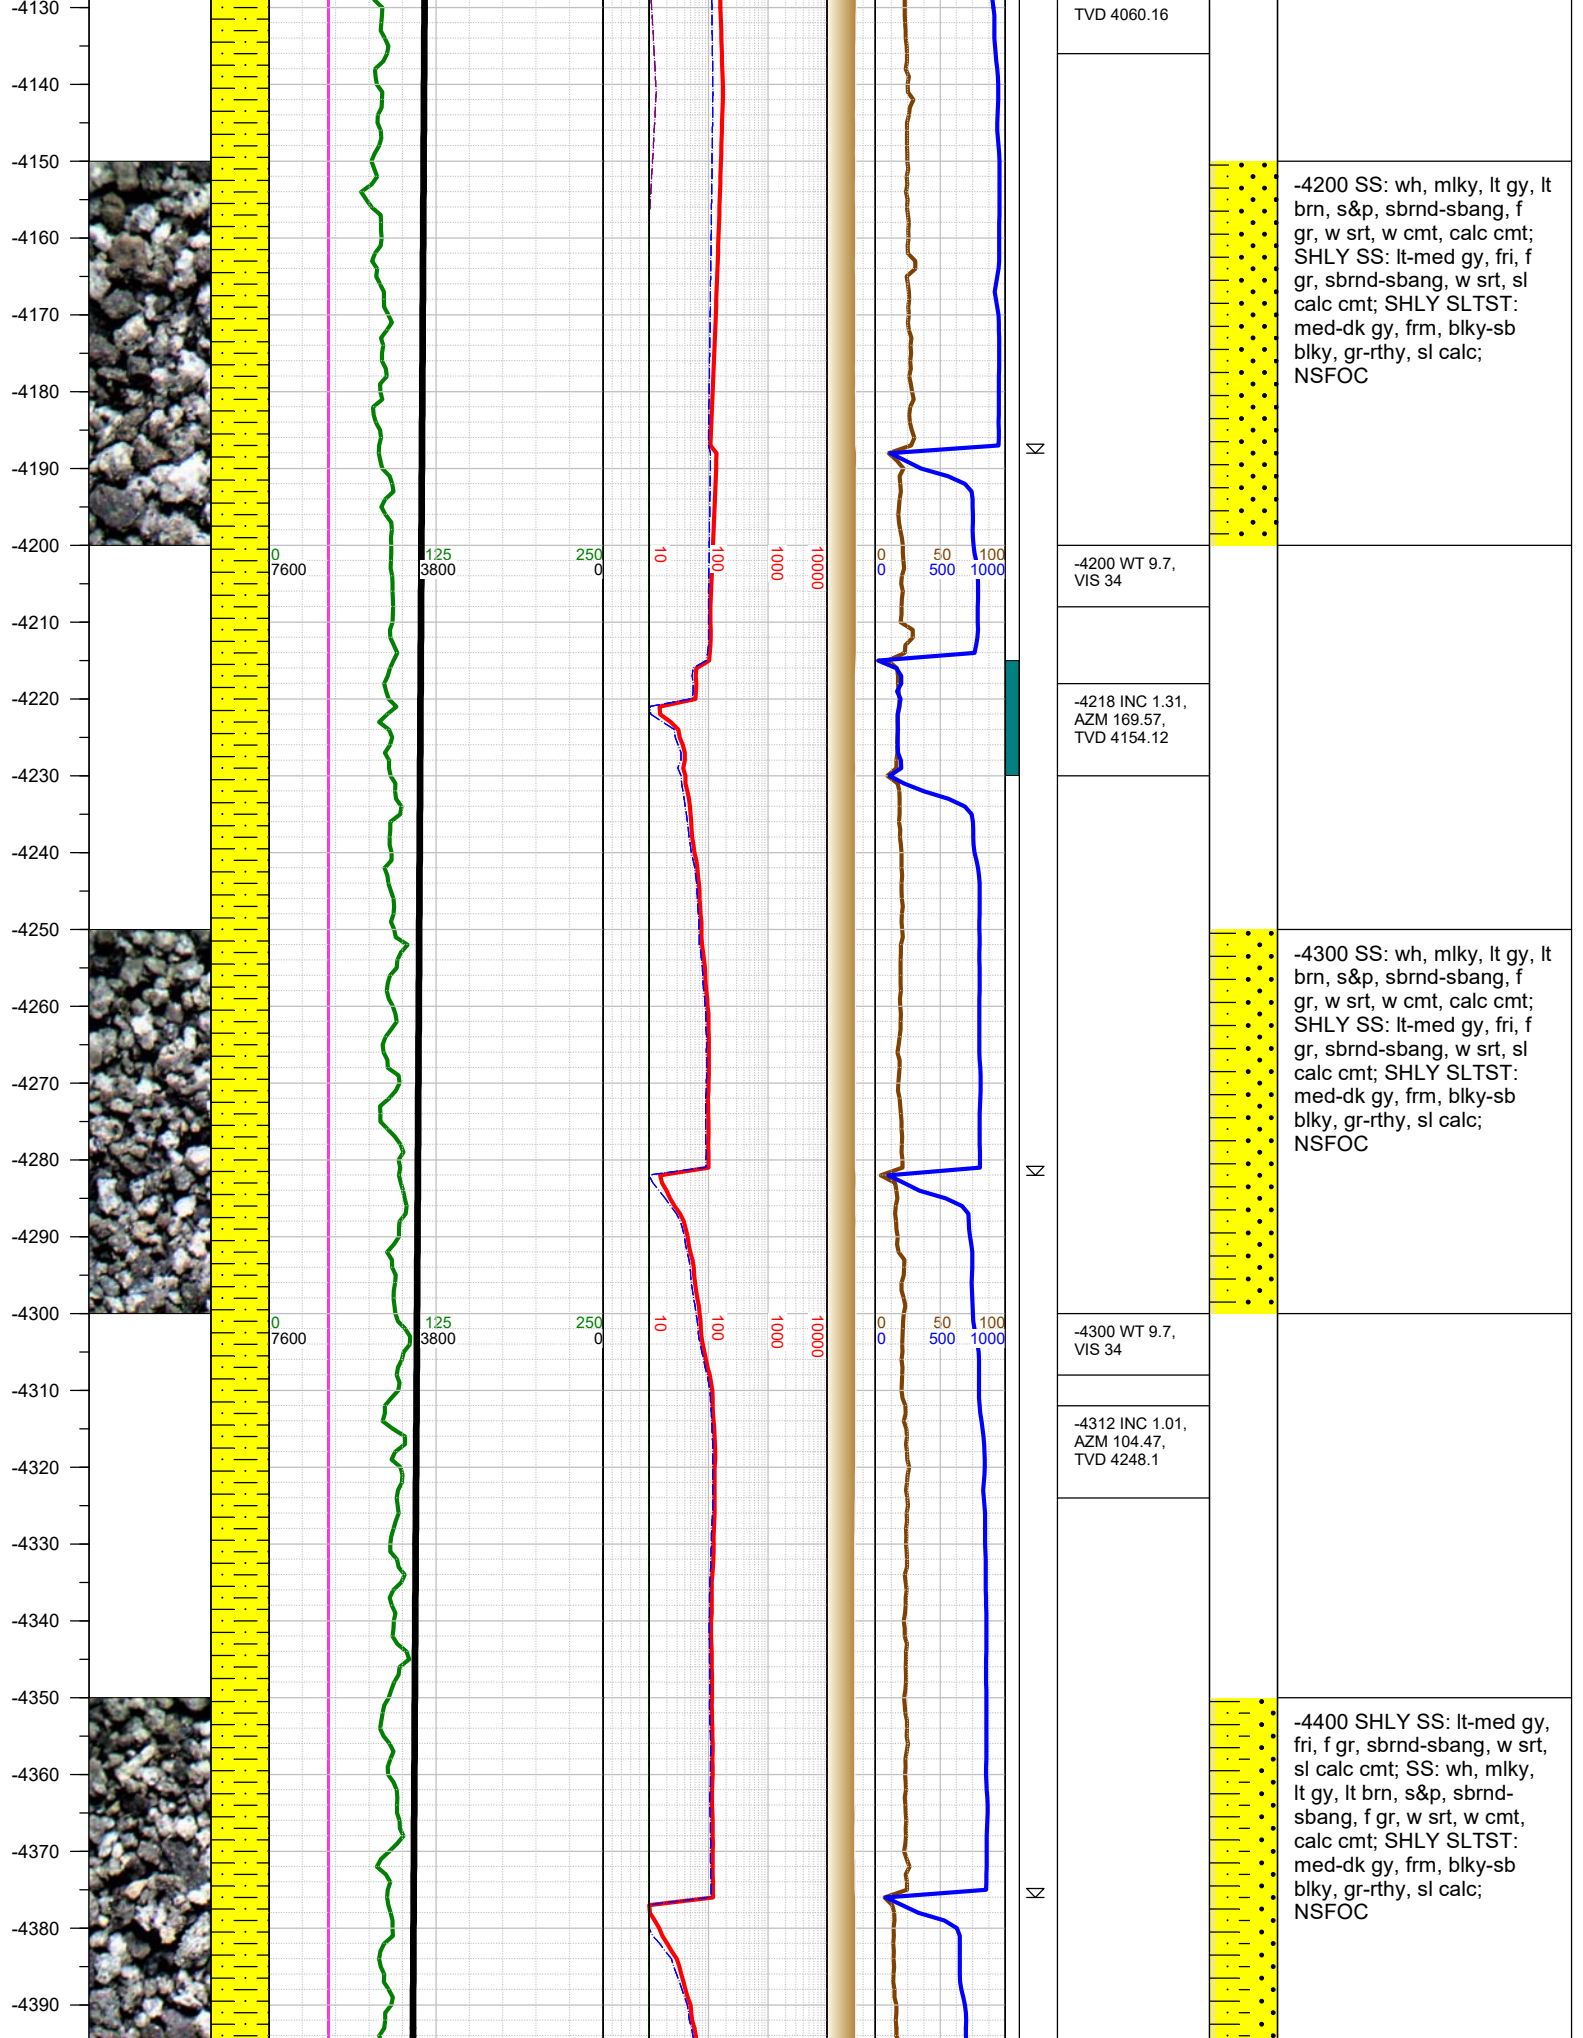 -4130
TVD 4060.16
-4140
-4150
-4200 SS: wh, mlky, lt gy, lt
brn, s&p, sbrnd-sbang, f
gr, w srt, w cmt, calc cmt;
SHLY SS: lt-med gy, fri, f
gr, sbrnd-sbang, w srt, sl
calc cmt; SHLY SLTST:
med-dk gy, frm, blky-sb
blky, gr-rthy, sl calc;
NSFOC
-4160
-4170
-4180
-4190
-4200
0 125 250
7600 3800 0
10 100 1000 10000
0 50 100
0 500 1000
-4200 WT 9.7,
VIS 34
-4210
-4220
-4218 INC 1.31,
AZM 169.57,
TVD 4154.12
-4230
-4240
-4250
-4300 SS: wh, mlky, lt gy, lt
brn, s&p, sbrnd-sbang, f
gr, w srt, w cmt, calc cmt;
SHLY SS: lt-med gy, fri, f
gr, sbrnd-sbang, w srt, sl
calc cmt; SHLY SLTST:
med-dk gy, frm, blky-sb
blky, gr-rthy, sl calc;
NSFOC
-4260
-4270
-4280
-4290
-4300
0 125 250
7600 3800 0
10 100 1000 10000
0 50 100
0 500 1000
-4300 WT 9.7,
VIS 34
-4310
-4312 INC 1.01,
AZM 104.47,
TVD 4248.1
-4320
-4330
-4340
-4350
-4400 SHLY SS: lt-med gy,
fri, f gr, sbrnd-sbang, w srt,
sl calc cmt; SS: wh, mlky,
lt gy, lt brn, s&p, sbrnd-
sbang, f gr, w srt, w cmt,
calc cmt; SHLY SLTST:
med-dk gy, frm, blky-sb
blky, gr-rthy, sl calc;
NSFOC
-4360
-4370
-4380
-4390